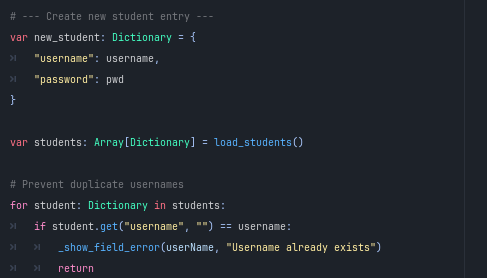 # --- Create new student entry ---
var new_student: Dictionary = {
"username": username,
"password": pwd
}
var students: Array[Dictionary] = load_students()
# Prevent duplicate usernames
for student: Dictionary in students:
if student.get("username", "") == username:
_show_field_error(userName, "Username already exists")
return